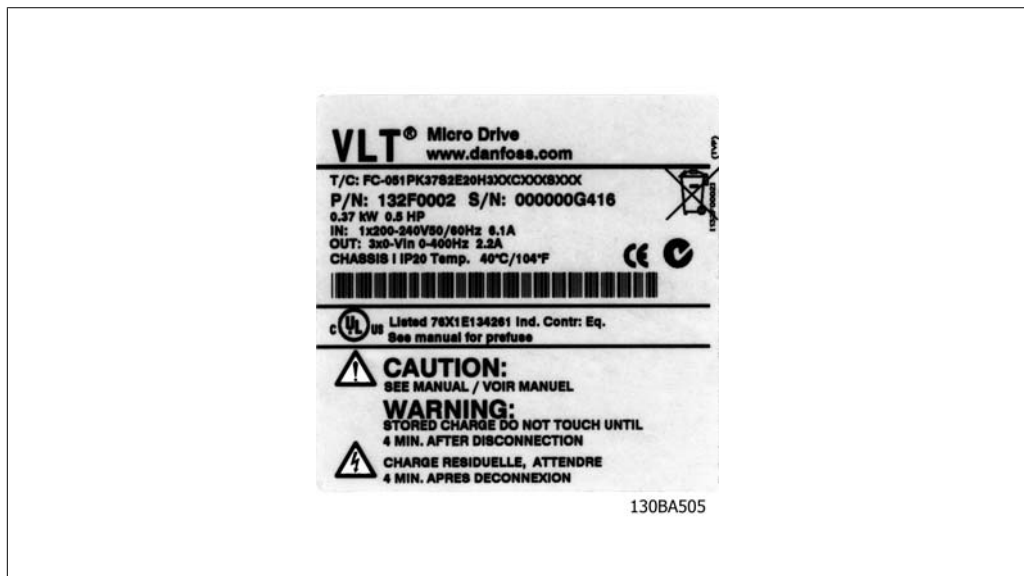 VLT® Micro Drive
www.danfoss.com
T/C: FC-051PK37S2E20H3XXCXXXSXXX
P/N: 132F0002 S/N: 000000G416
0.37 kW 0.5 HP
IN: 1x200-240V50/60Hz 6.1A
OUT: 3x0-Vin 0-400Hz 2.2A
CHASSIS I IP20 Temp. 40°C/104°F
CE
C UL US Listed 76X1E134261 Ind. Contr: Eq.
See manual for prefuse
CAUTION:
SEE MANUAL / VOIR MANUEL
WARNING:
STORED CHARGE DO NOT TOUCH UNTIL
4 MIN. AFTER DISCONNECTION
CHARGE RESIDUELLE, ATTENDRE
4 MIN. APRES DECONNEXION
130BA505